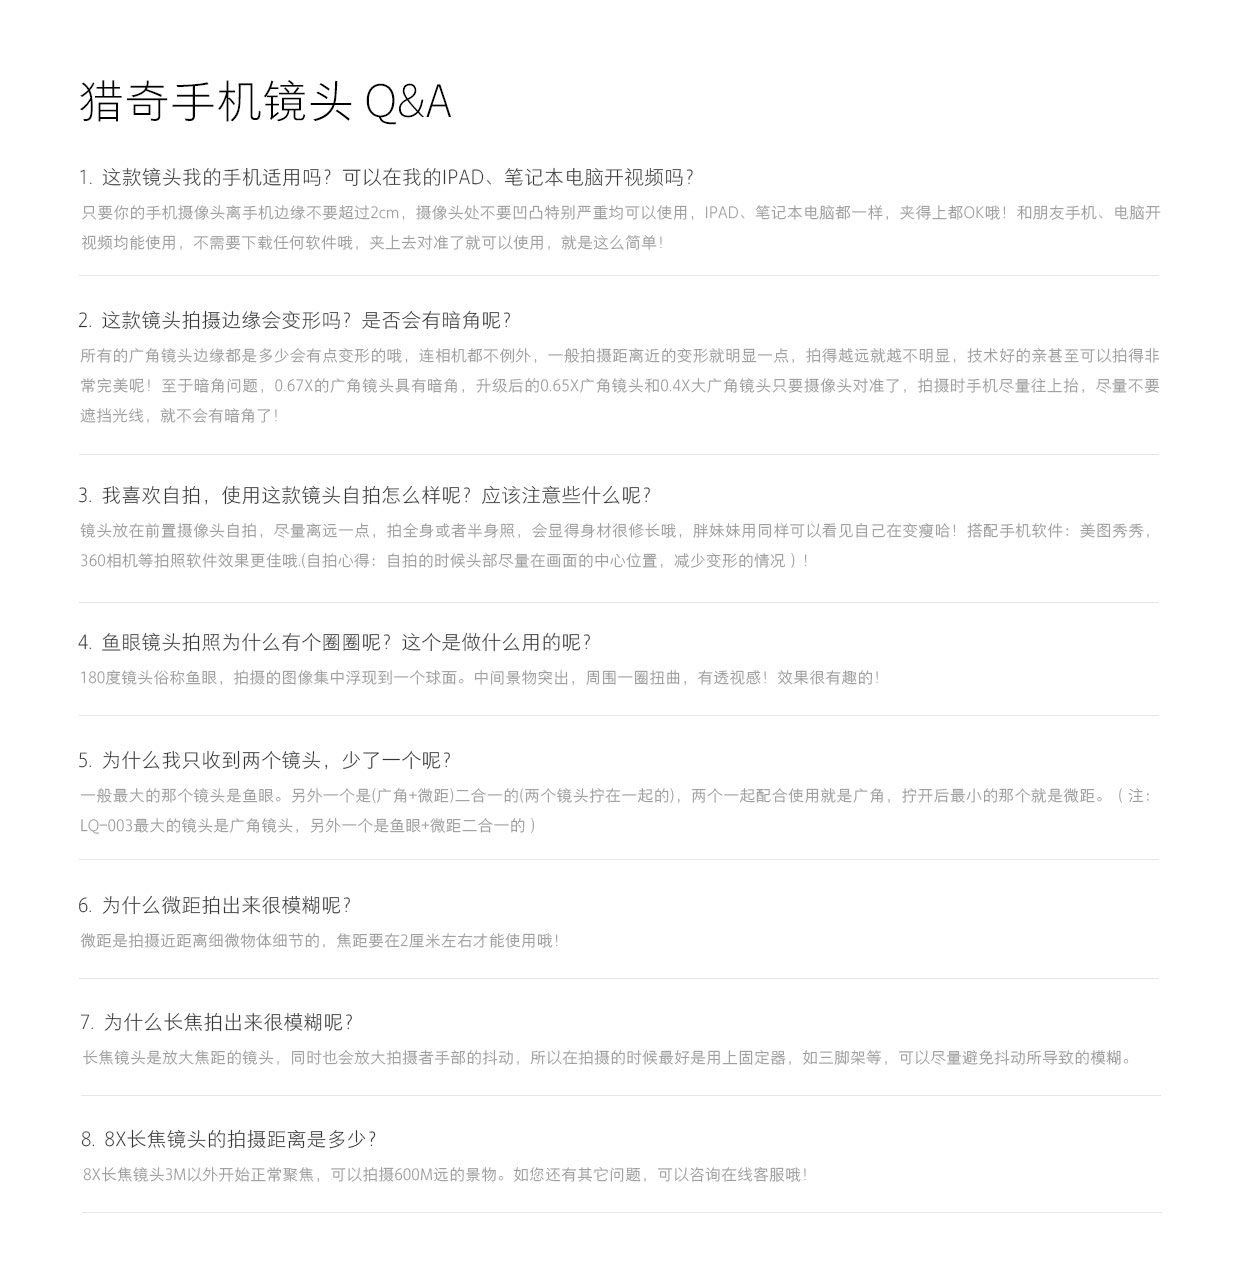 猎奇手机镜头 Q&A
1. 这款镜头我的手机适用吗？可以在我的IPAD、笔记本电脑开视频吗？
只要你的手机摄像头离手机边缘不要超过2cm，摄像头处不要凹凸特别严重均可以使用，IPAD、笔记本电脑都一样，夹得上都OK哦！和朋友手机、电脑开
视频均能使用，不需要下载任何软件哦，夹上去对准了就可以使用，就是这么简单！
2. 这款镜头拍摄边缘会变形吗？是否会有暗角呢？
所有的广角镜头边缘都是多少会有点变形的哦，连相机都不例外，一般拍摄距离近的变形就明显一点，拍得越远就越不明显，技术好的亲甚至可以拍得非
常完美呢！至于暗角问题，0.67X的广角镜头具有暗角，升级后的0.65X广角镜头和0.4X大广角镜头只要摄像头对准了，拍摄时手机尽量往上抬，尽量不要
遮挡光线，就不会有暗角了！
3. 我喜欢自拍，使用这款镜头自拍怎么样呢？应该注意些什么呢？
镜头放在前置摄像头自拍，尽量离远一点，拍全身或者半身照，会显得身材很修长哦，胖妹妹用同样可以看见自己在变瘦哈！搭配手机软件：美图秀秀，
360相机等拍照软件效果更佳哦.(自拍心得：自拍的时候头部尽量在画面的中心位置，减少变形的情况）！
4. 鱼眼镜头拍照为什么有个圈圈呢？这个是做什么用的呢？
180度镜头俗称鱼眼，拍摄的图像集中浮现到一个球面。中间景物突出，周围一圈扭曲，有透视感！效果很有趣的！
5. 为什么我只收到两个镜头，少了一个呢？
一般最大的那个镜头是鱼眼。另外一个是(广角+微距)二合一的(两个镜头拧在一起的)，两个一起配合使用就是广角，拧开后最小的那个就是微距。（注：
LQ-003最大的镜头是广角镜头，另外一个是鱼眼+微距二合一的）
6. 为什么微距拍出来很模糊呢？
微距是拍摄近距离细微物体细节的，焦距要在2厘米左右才能使用哦！
7. 为什么长焦拍出来很模糊呢？
长焦镜头是放大焦距的镜头，同时也会放大拍摄者手部的抖动，所以在拍摄的时候最好是用上固定器，如三脚架等，可以尽量避免抖动所导致的模糊。
8. 8X长焦镜头的拍摄距离是多少？
8X长焦镜头3M以外开始正常聚焦，可以拍摄600M远的景物。如您还有其它问题，可以咨询在线客服哦！